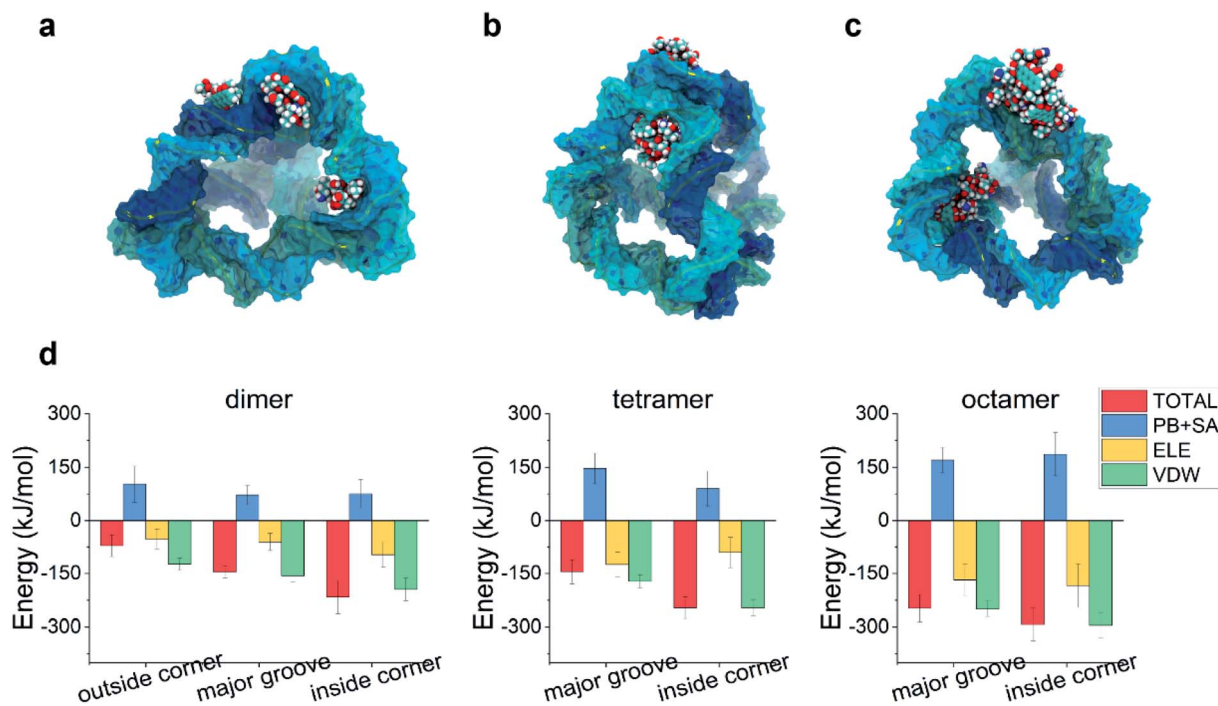 a
b
c
d
dimer
300
150
0
-150
-300
Energy (kJ/mol)
outside corner
major groove
inside corner
tetramer
300
150
0
-150
-300
Energy (kJ/mol)
major groove
inside corner
octamer
300
150
0
-150
-300
Energy (kJ/mol)
major groove
inside corner
TOTAL
PB+SA
ELE
VDW